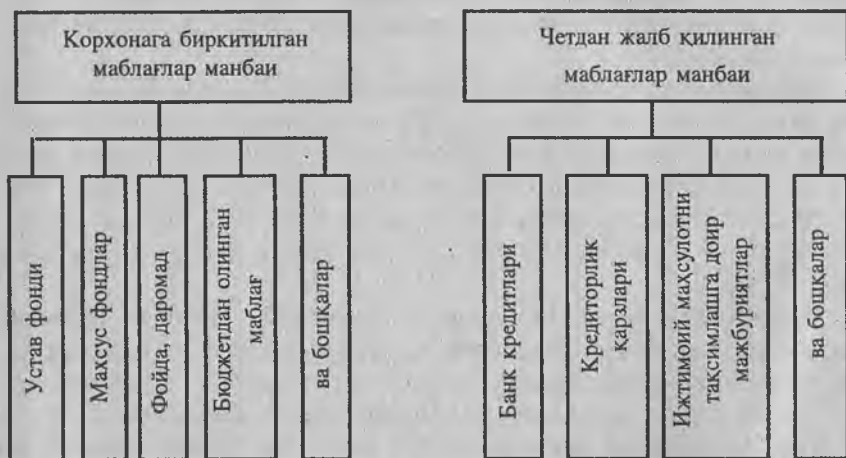 Корхонага биркитилган
маблағлар манбаи
Четдан жалб қилинган
маблағлар манбаи
Устав фонди
Махсус фондлар
Фойда, даромад
Бюджетдан олинган
маблағ
ва бошқалар
Банк кредитлари
Кредиторлик
қарзлари
Ижтимоий маҳсулотни
тақсимлашга доир
мажбуриятлар
ва бошқалар